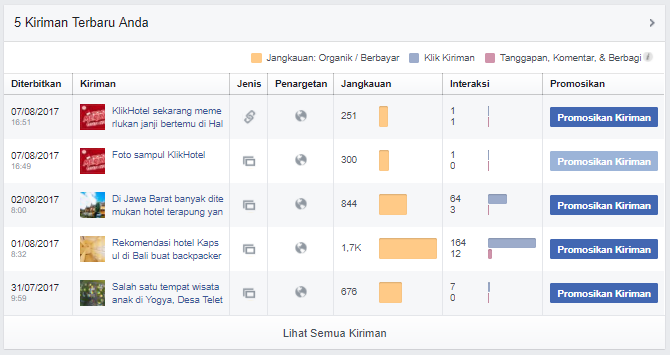 5 Kiriman Terbaru Anda
Jangkauan: Organik / Berbayar Klik Kiriman Tanggapan, Komentar, & Berbagi
Diterbitkan Kiriman Jenis Penargetan Jangkauan Interaksi Promosikan
07/08/2017 KlikHotel sekarang meme 251 1 Promosikan Kiriman
16:51 rlukan janji bertemu di Hal 1
07/08/2017 Foto sampul KlikHotel 300 1 Promosikan Kiriman
16:49 0
02/08/2017 Di Jawa Barat banyak dite 844 64 Promosikan Kiriman
8:00 mukan hotel terapung yan 3
01/08/2017 Rekomendasi hotel Kaps 1,7K 164 Promosikan Kiriman
8:32 ul di Bali buat backpacker 12
31/07/2017 Salah satu tempat wisata 676 7 Promosikan Kiriman
9:59 anak di Yogya, Desa Telet 0
Lihat Semua Kiriman